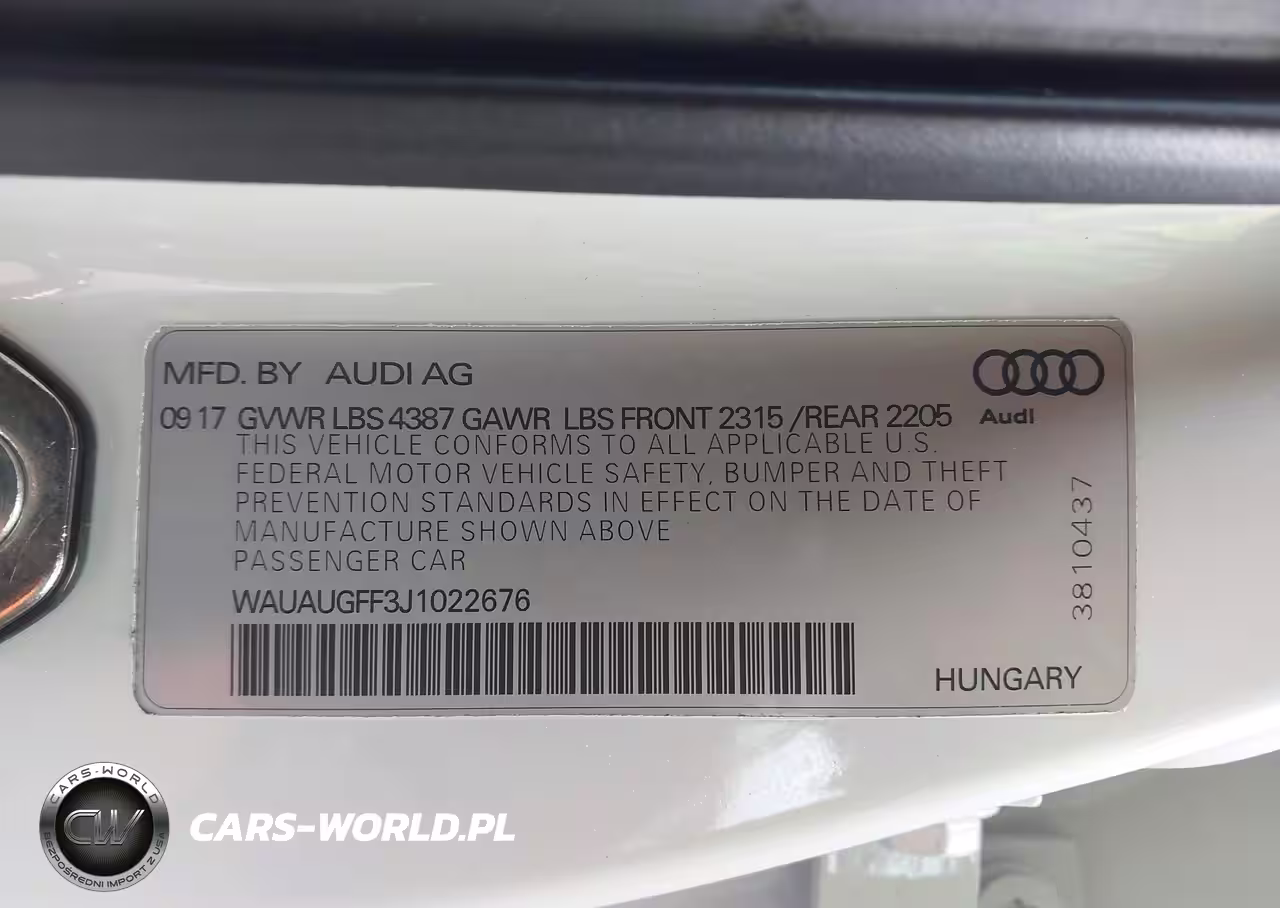 MFD. BY AUDI AG
09 17 GVWR LBS 4387 GAWR LBS FRONT 2315 /REAR 2205
Audi
THIS VEHICLE CONFORMS TO ALL APPLICABLE U.S.
FEDERAL MOTOR VEHICLE SAFETY, BUMPER AND THEFT
PREVENTION STANDARDS IN EFFECT ON THE DATE OF
MANUFACTURE SHOWN ABOVE
PASSENGER CAR
WAUAUGFF3J1022676
3810437
HUNGARY
CARS-WORLD
CW
BEZPOŚREDNI IMPORT Z USA
CARS-WORLD.PL